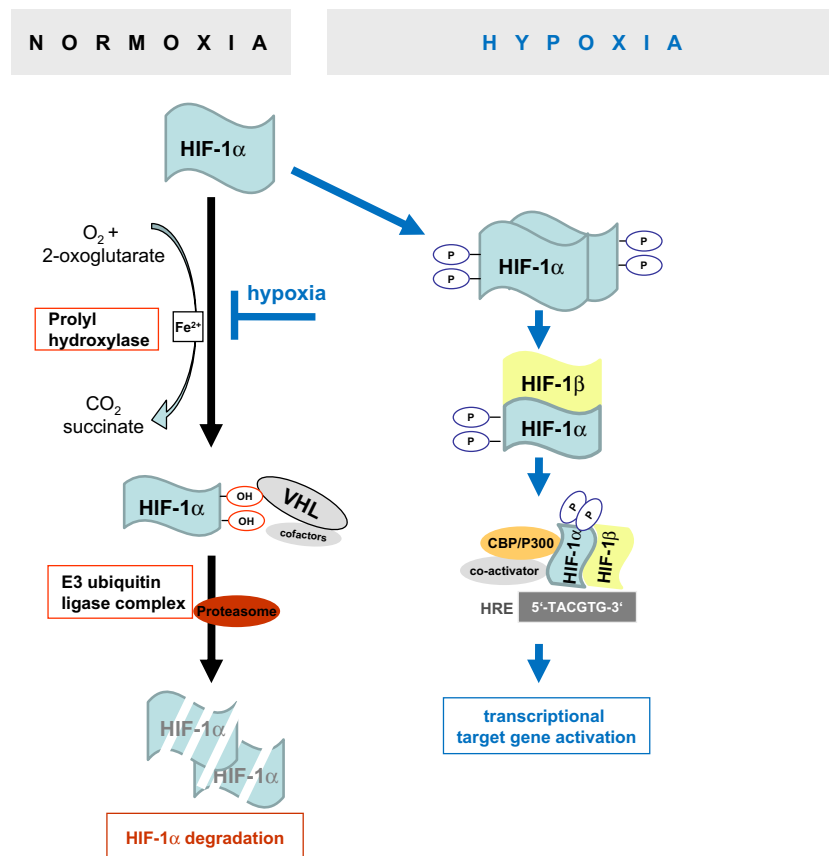 N O R M O X I A
H Y P O X I A
HIF-1α
O₂ +
2-oxoglutarate
Prolyl
hydroxylase
Fe²⁺
hypoxia
CO₂
succinate
HIF-1α
OH
OH
VHL
cofactors
E3 ubiquitin
ligase complex
Proteasome
HIF-1α
HIF-1α
HIF-1α degradation
P
P
HIF-1α
P
P
HIF-1β
P
P
HIF-1α
P
P
CBP/P300
co-activator
HIF-1α
HIF-1β
HRE
5‘-TACGTG-3‘
transcriptional
target gene activation